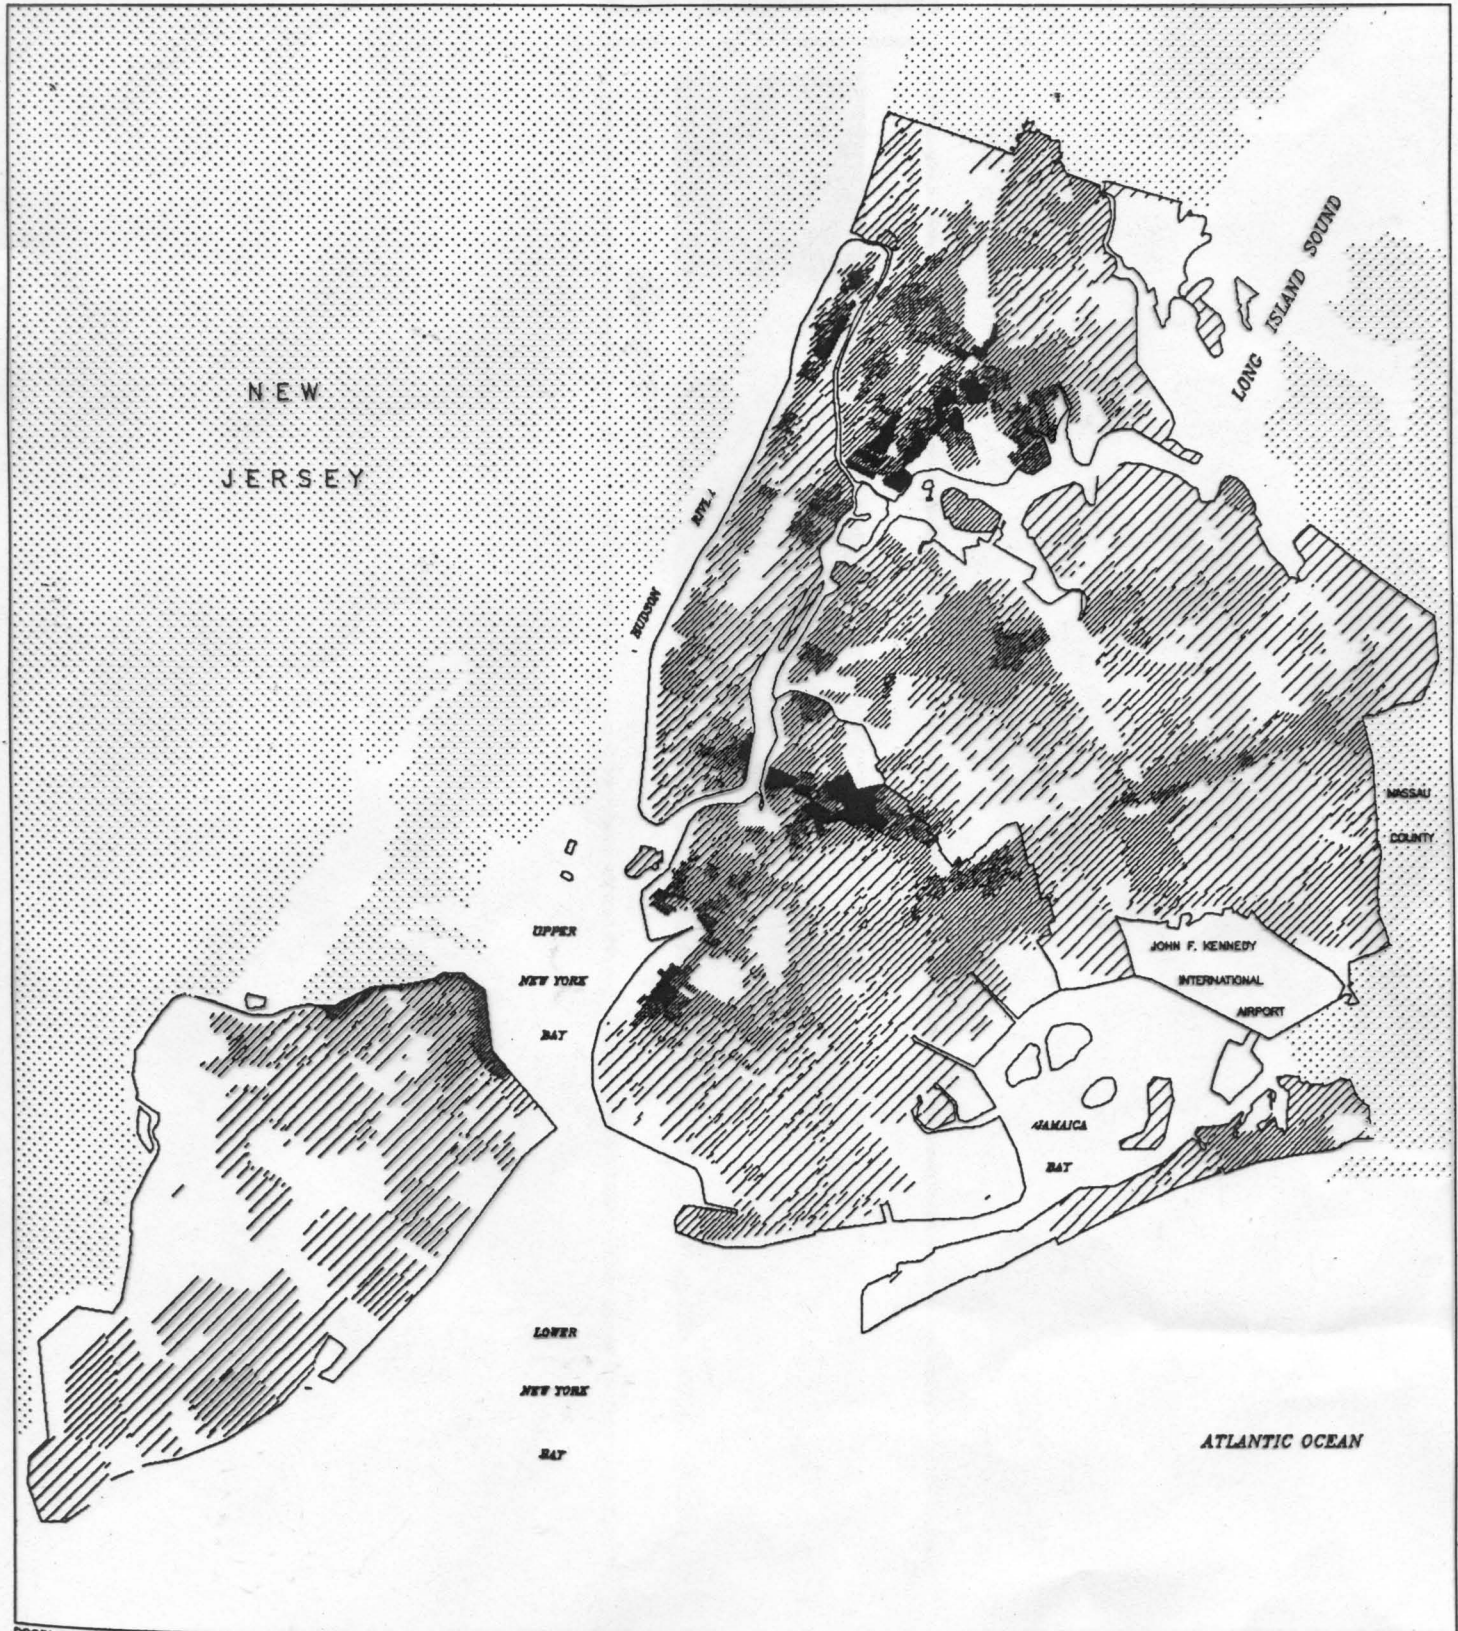 NEW
JERSEY
LONG ISLAND SOUND
HUDSON
NASSAU
COUNTY
UPPER
NEW YORK
BAY
JOHN F. KENNEDY
INTERNATIONAL
AIRPORT
JAMAICA
BAY
LOWER
NEW YORK
BAY
ATLANTIC OCEAN